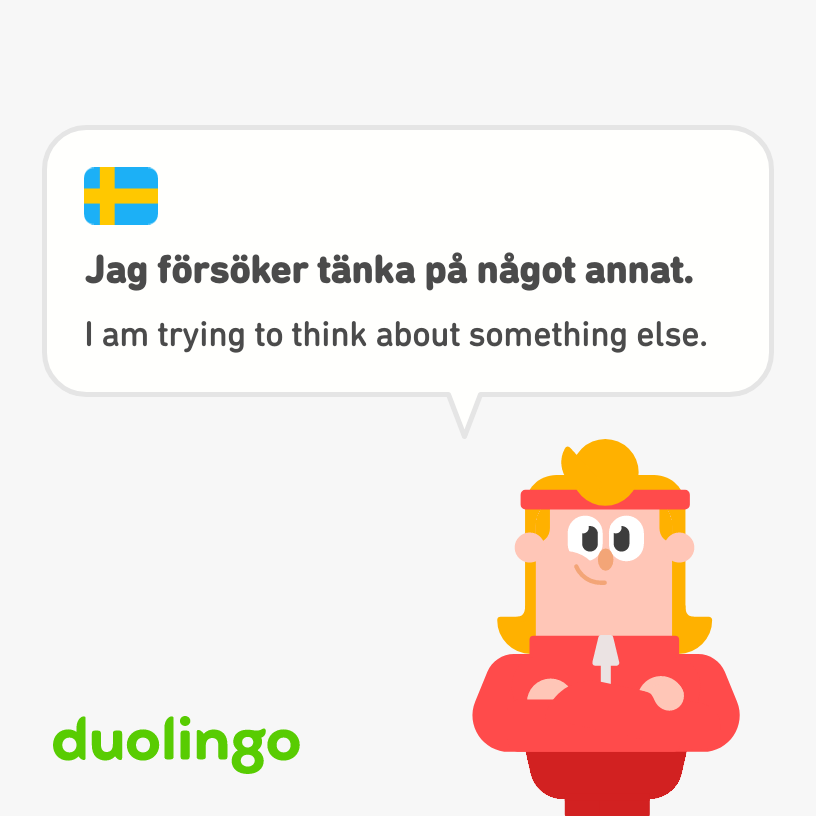 Jag försöker tänka på något annat.
I am trying to think about something else.
duolingo